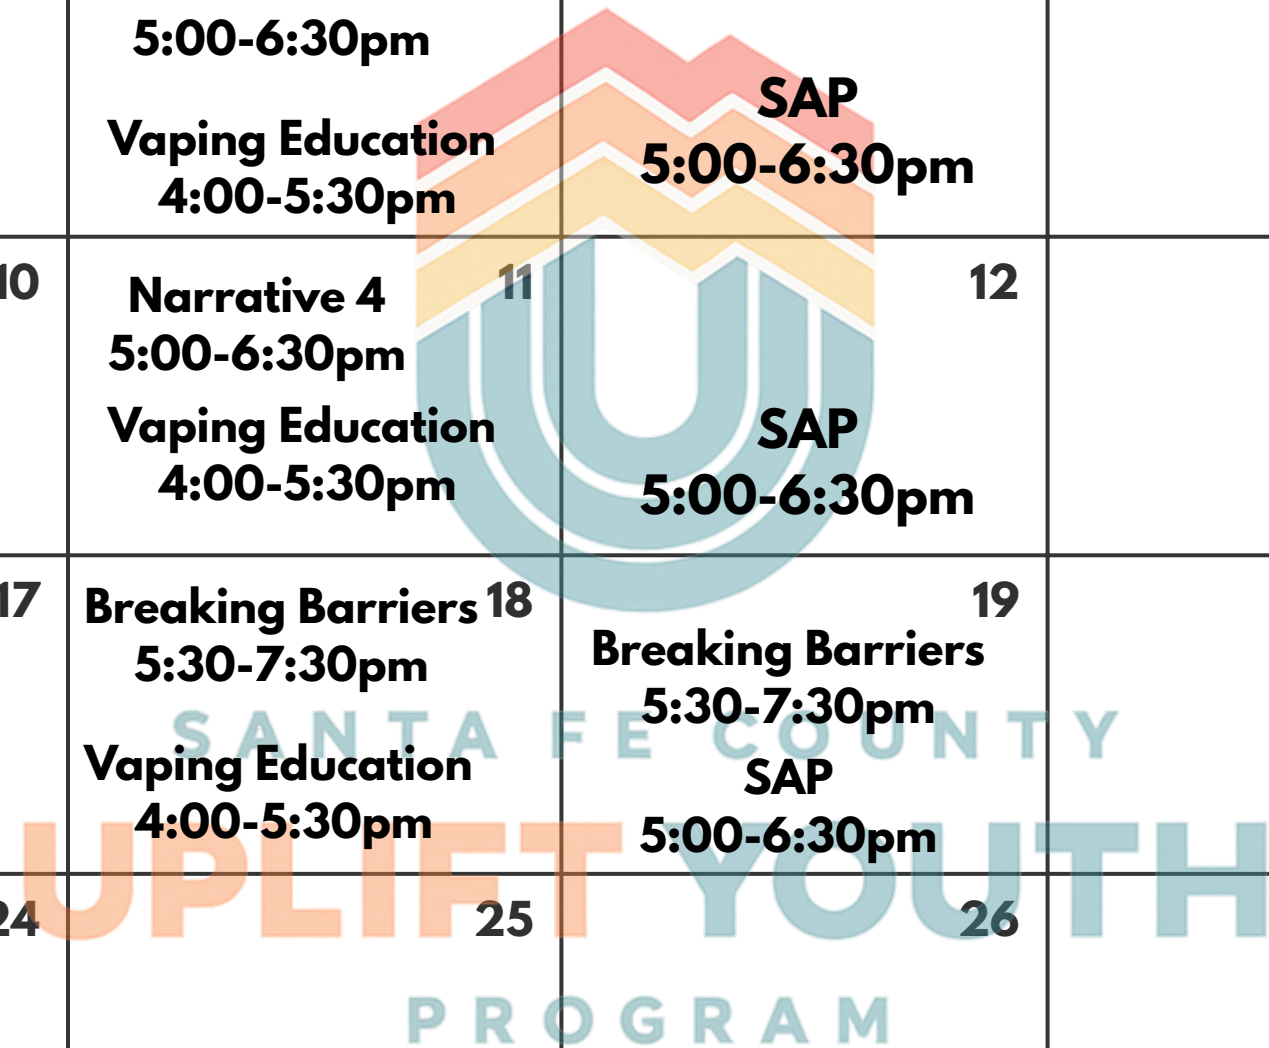 5:00-6:30pm
Vaping Education
4:00-5:30pm
SAP
5:00-6:30pm
10
Narrative 4
11
5:00-6:30pm
Vaping Education
4:00-5:30pm
12
SAP
5:00-6:30pm
17
Breaking Barriers
18
5:30-7:30pm
Vaping Education
4:00-5:30pm
19
Breaking Barriers
5:30-7:30pm
SAP
5:00-6:30pm
24
25
26
SANTA FE COUNTY
UPLIFT YOUTH
PROGRAM